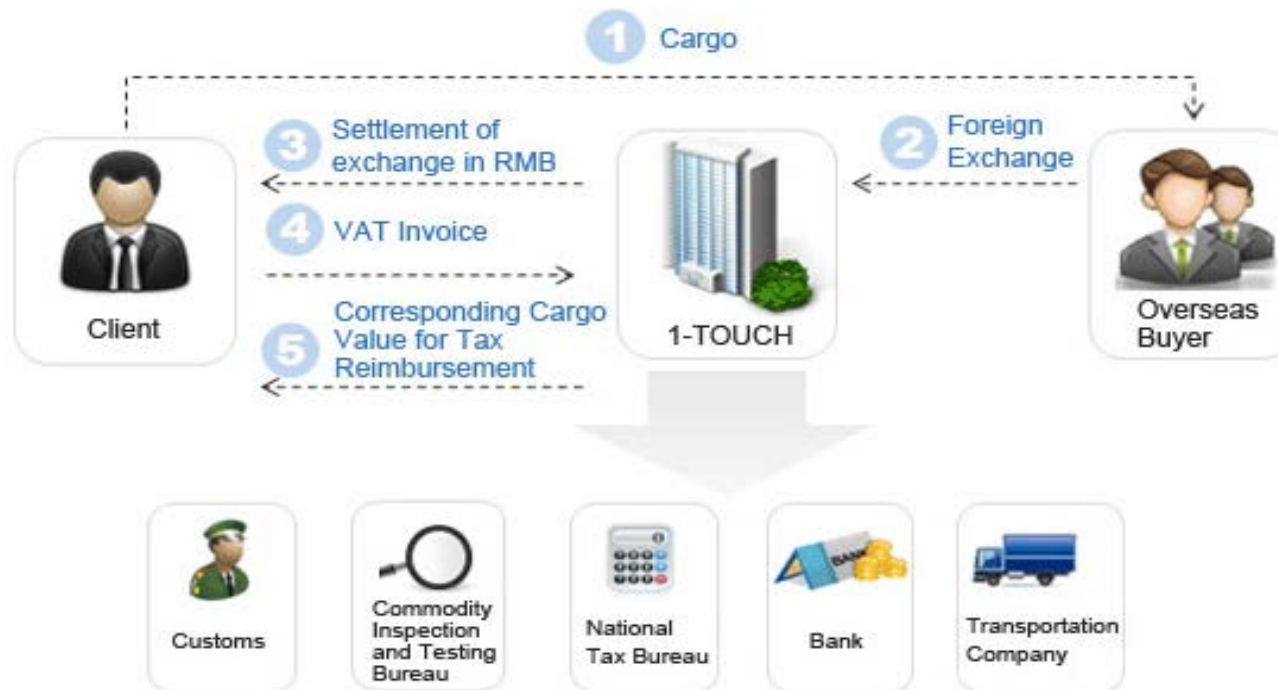 1 Cargo
3 Settlement of
exchange in RMB
2 Foreign
Exchange
4 VAT Invoice
Client
5 Corresponding Cargo
Value for Tax
Reimbursement
1-TOUCH
Overseas
Buyer
Customs
Commodity
Inspection
and Testing
Bureau
National
Tax Bureau
BANK
Bank
Transportation
Company